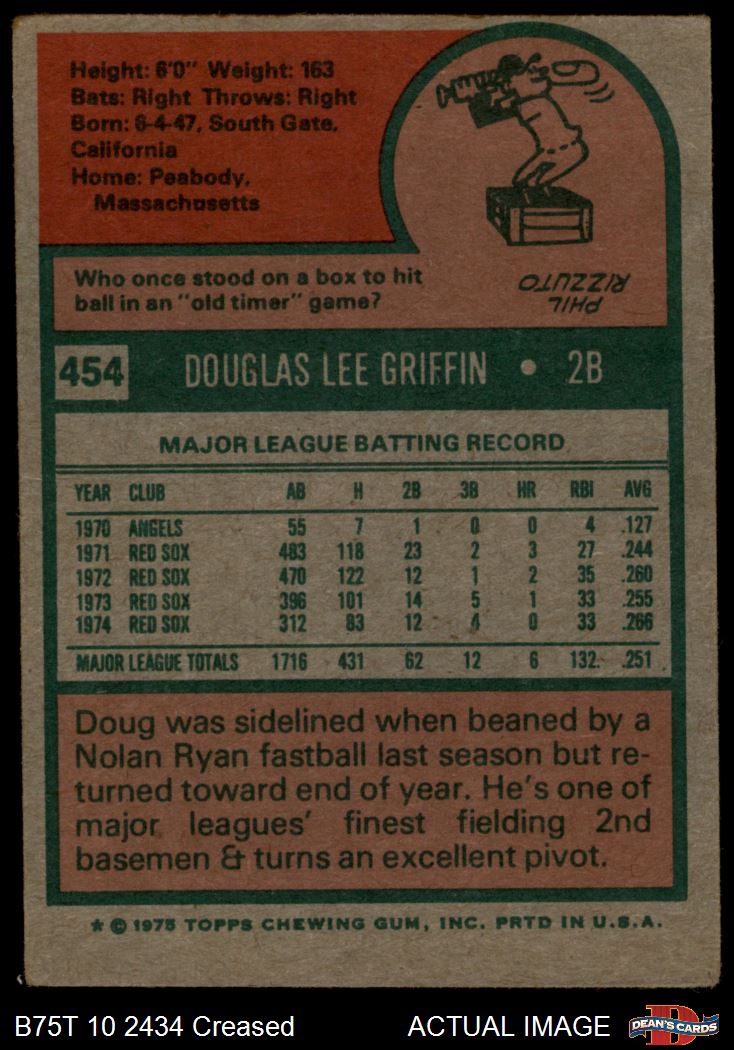 Height: 6'0" Weight: 163
Bats: Right Throws: Right
Born: 6-4-47, South Gate,
California
Home: Peabody,
Massachusetts
Who once stood on a box to hit
ball in an "old timer" game?
PHIL
RIZZUTO
454 DOUGLAS LEE GRIFFIN • 2B
MAJOR LEAGUE BATTING RECORD
YEAR CLUB AB H 2B 3B HR RBI AVG
1970 ANGELS 55 7 1 0 0 4 .127
1971 RED SOX 483 118 23 2 3 27 .244
1972 RED SOX 470 122 12 1 2 35 .260
1973 RED SOX 396 101 14 5 1 33 .255
1974 RED SOX 312 83 12 4 0 33 .266
MAJOR LEAGUE TOTALS 1716 431 62 12 6 132 .251
Doug was sidelined when beaned by a
Nolan Ryan fastball last season but re-
turned toward end of year. He's one of
major leagues' finest fielding 2nd
basemen & turns an excellent pivot.
* © 1975 TOPPS CHEWING GUM, INC. PRTD IN U.S.A.
B75T 10 2434 Creased ACTUAL IMAGE DEAN'S CARDS